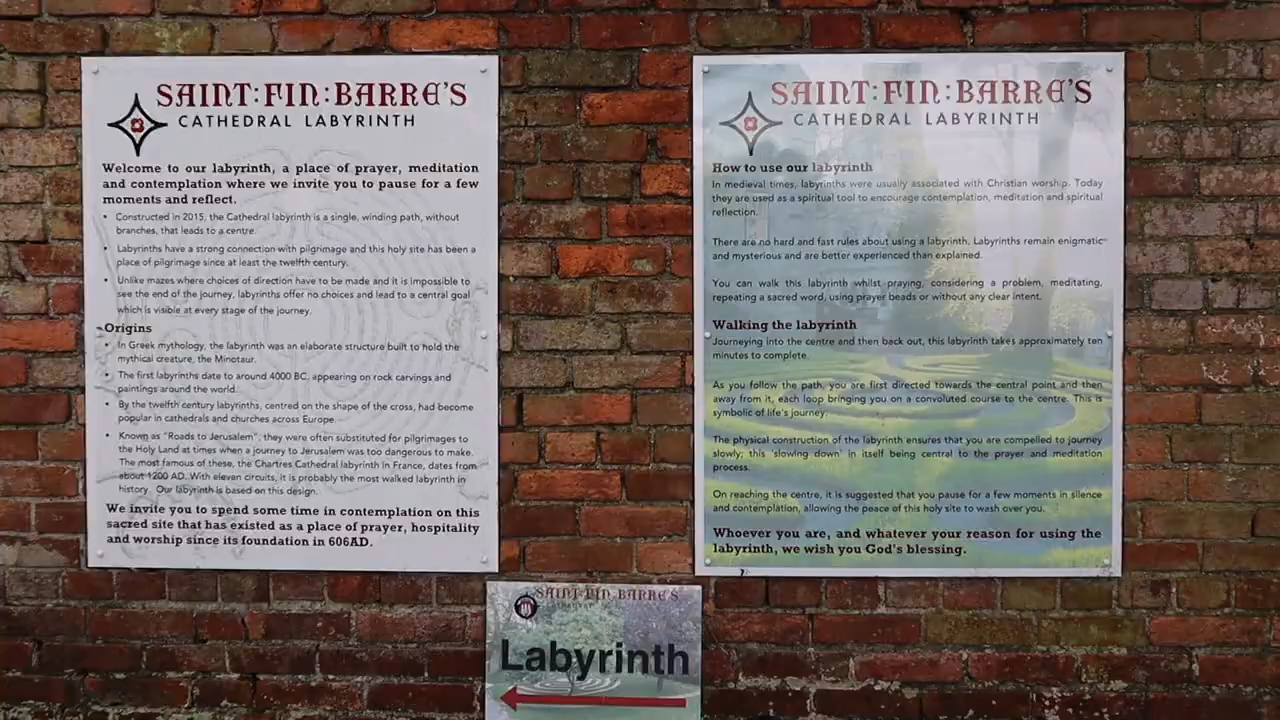 SAINT:FIN:BARRE'S
CATHEDRAL LABYRINTH
Welcome to our labyrinth, a place of prayer, meditation
and contemplation where we invite you to pause for a few
moments and reflect.
• Constructed in 2015, the Cathedral labyrinth is a single, winding path, without
branches, that leads to a centre.
• Labyrinths have a strong connection with pilgrimage and this holy site has been a
place of pilgrimage since at least the twelfth century.
• Unlike mazes where choices of direction have to be made and it is impossible to
see the end of the journey, labyrinths offer no choices and lead to a central goal
which is visible at every stage of the journey.
Origins
• In Greek mythology, the labyrinth was an elaborate structure built to hold the
mythical creature, the Minotaur.
• The first labyrinths date to around 4000 BC, appearing on rock carvings and
paintings around the world.
• By the twelfth century labyrinths, centred on the shape of the cross, had become
popular in cathedrals and churches across Europe.
• Known as "Roads to Jerusalem", they were often substituted for pilgrimages to
the Holy Land at times when a journey to Jerusalem was too dangerous to make.
The most famous of these, the Chartres Cathedral labyrinth in France, dates from
about 1200 AD. With eleven circuits, it is probably the most walked labyrinth in
history. Our labyrinth is based on this design.
We invite you to spend some time in contemplation on this
sacred site that has existed as a place of prayer, hospitality
and worship since its foundation in 606AD.
SAINT:FIN:BARRE'S
CATHEDRAL LABYRINTH
How to use our labyrinth
In medieval times, labyrinths were usually associated with Christian worship. Today
they are used as a spiritual tool to encourage contemplation, meditation and spiritual
reflection.
There are no hard and fast rules about using a labyrinth. Labyrinths remain enigmatic
and mysterious and are better experienced than explained.
You can walk this labyrinth whilst praying, considering a problem, meditating,
repeating a sacred word, using prayer beads or without any clear intent.
Walking the labyrinth
Journeying into the centre and then back out, this labyrinth takes approximately ten
minutes to complete.
As you follow the path, you are first directed towards the central point and then
away from it, each loop bringing you on a convoluted course to the centre. This is
symbolic of life's journey.
The physical construction of the labyrinth ensures that you are compelled to journey
slowly; this 'slowing down' in itself being central to the prayer and meditation
process.
On reaching the centre, it is suggested that you pause for a few moments in silence
and contemplation, allowing the peace of this holy site to wash over you.
Whoever you are, and whatever your reason for using the
labyrinth, we wish you God's blessing.
SAINT:FIN:BARRE'S
CATHEDRAL
Labyrinth